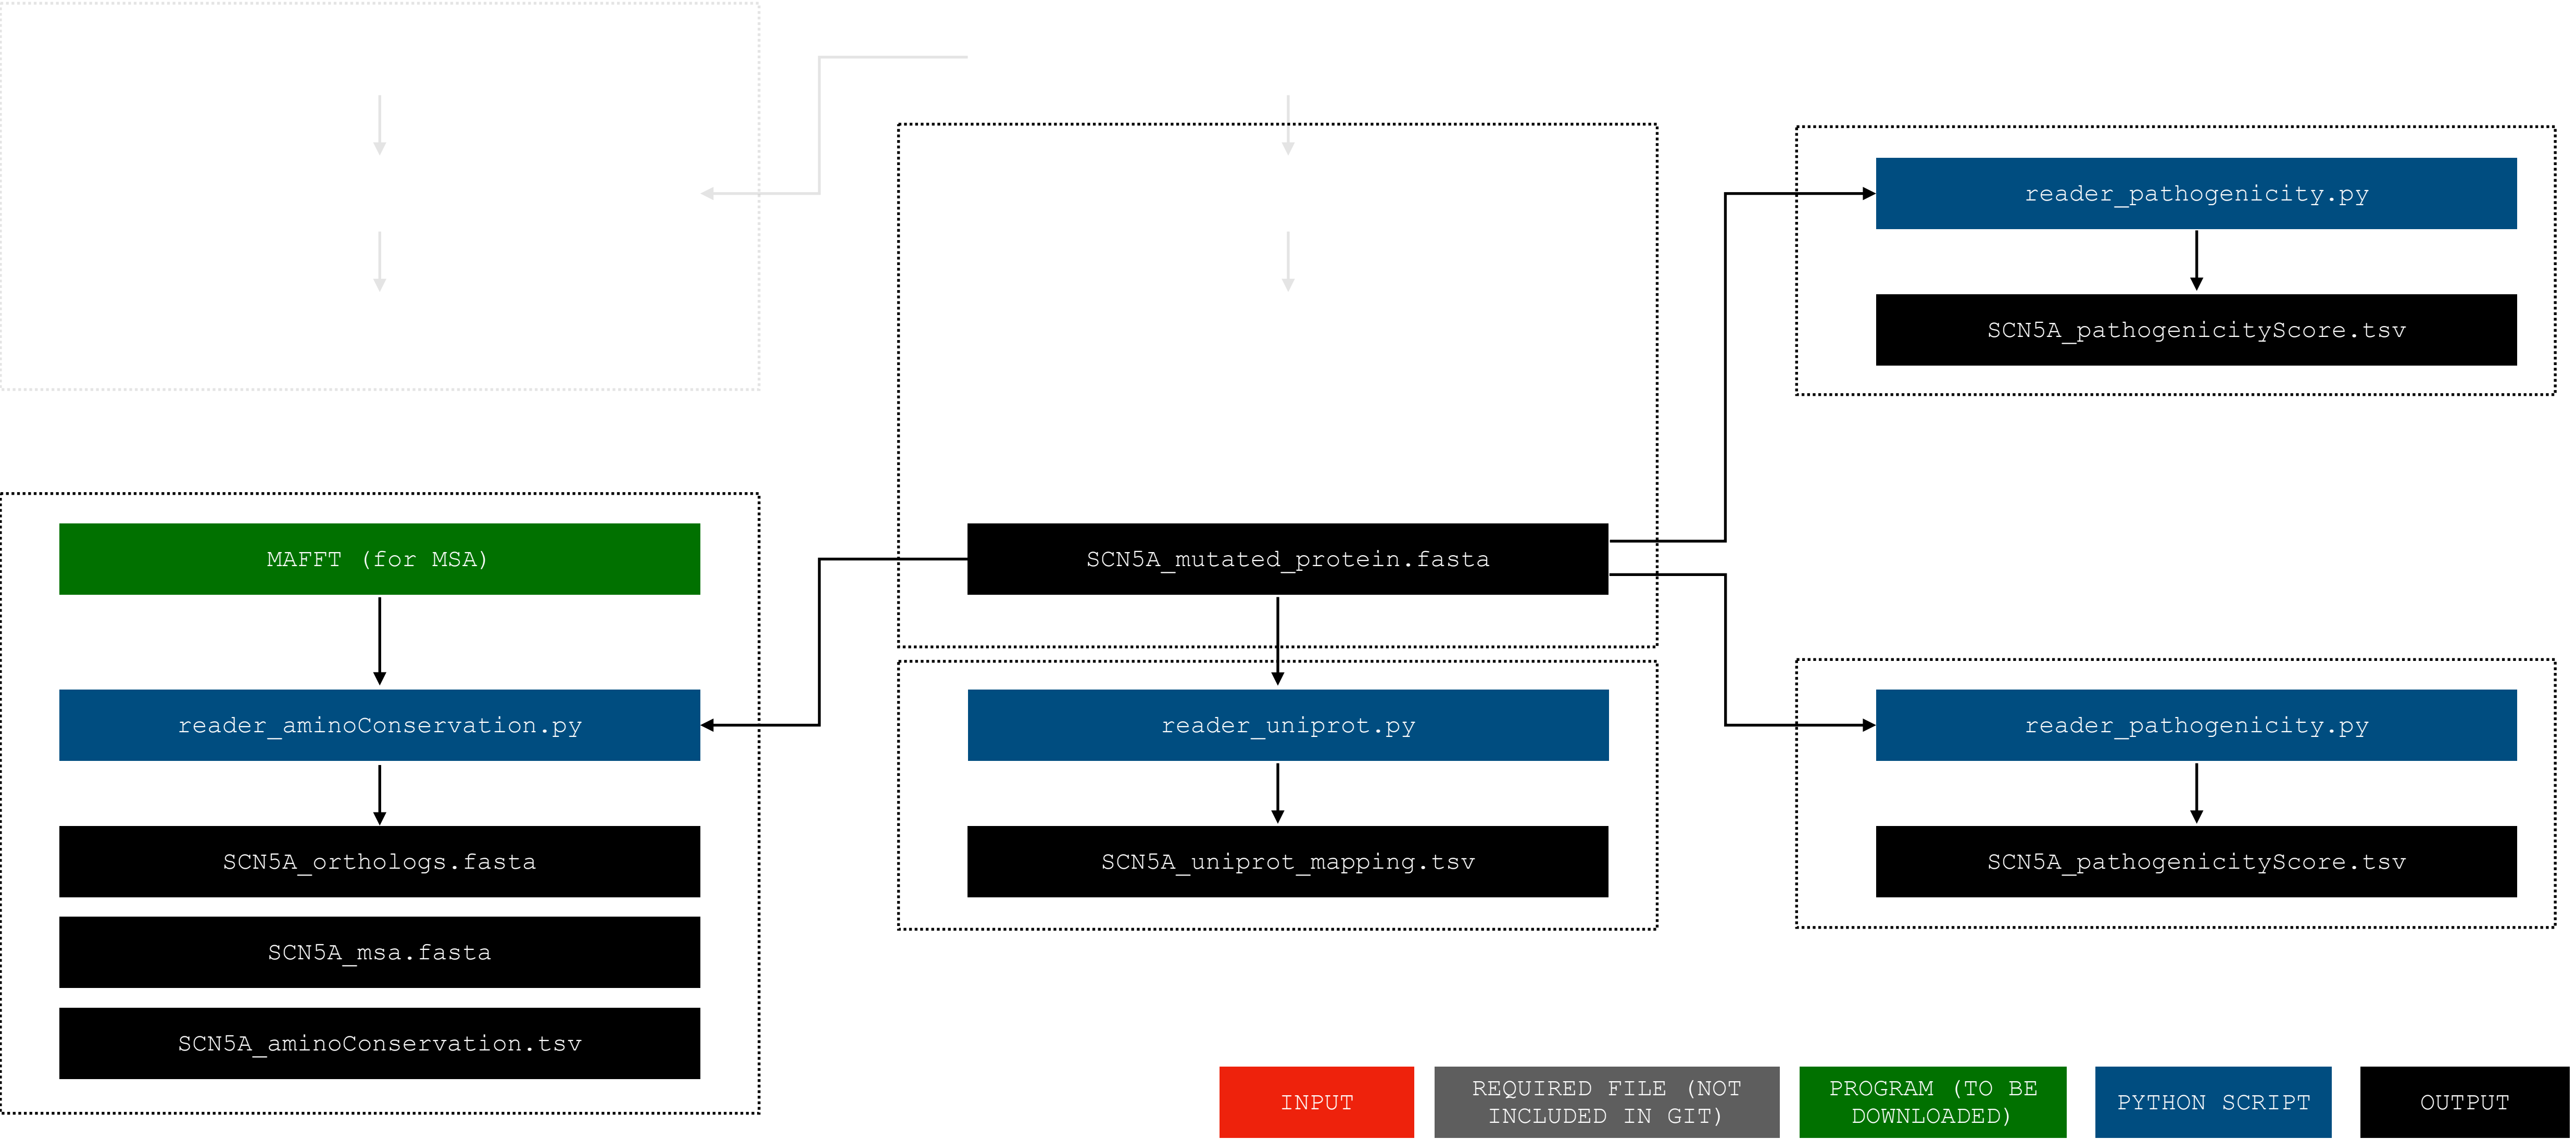 reader_pathogenicity.py
SCN5A_pathogenicityScore.tsv
MAFFT (for MSA)
SCN5A_mutated_protein.fasta
reader_aminoConservation.py
reader_uniprot.py
reader_pathogenicity.py
SCN5A_orthologs.fasta
SCN5A_uniprot_mapping.tsv
SCN5A_pathogenicityScore.tsv
SCN5A_msa.fasta
SCN5A_aminoConservation.tsv
INPUT
REQUIRED FILE (NOT
INCLUDED IN GIT)
PROGRAM (TO BE
DOWNLOADED)
PYTHON SCRIPT
OUTPUT